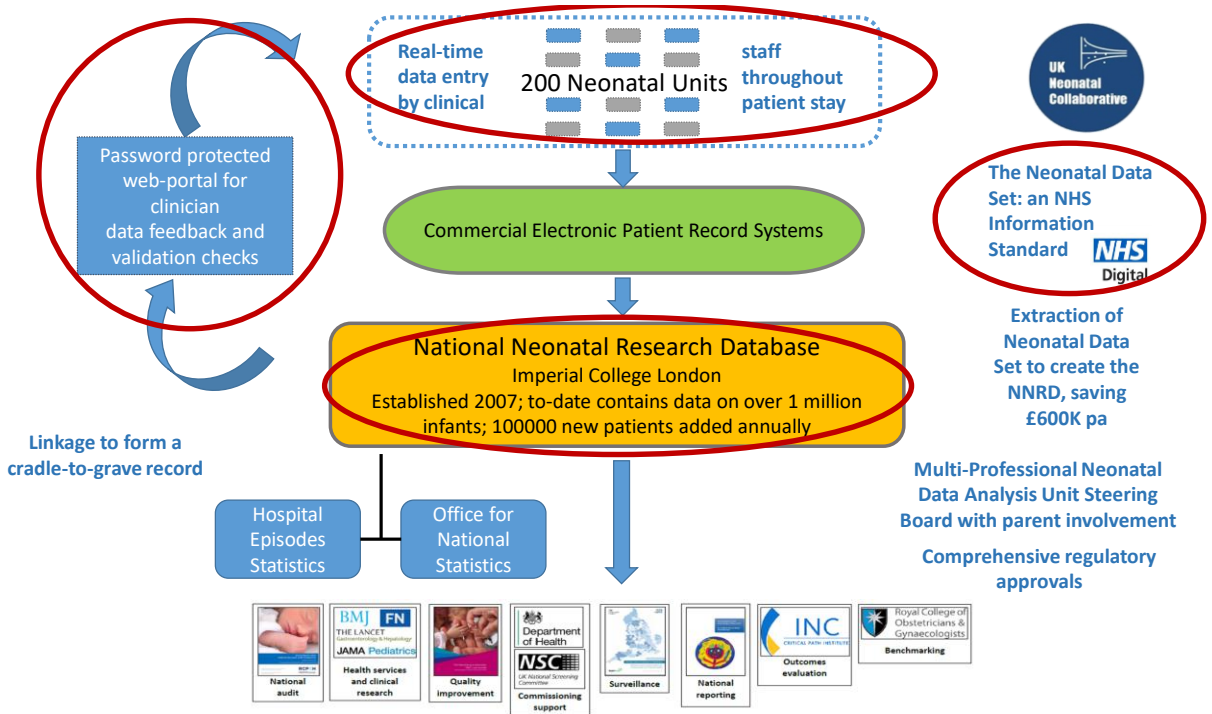 Real-time
data entry
by clinical
200 Neonatal Units
staff
throughout
patient stay
UK
Neonatal
Collaborative
Password protected
web-portal for
clinician
data feedback and
validation checks
Commercial Electronic Patient Record Systems
The Neonatal Data
Set: an NHS
Information
Standard
NHS
Digital
National Neonatal Research Database
Imperial College London
Established 2007; to-date contains data on over 1 million
infants; 100000 new patients added annually
Extraction of
Neonatal Data
Set to create the
NNRD, saving
£600K pa
Linkage to form a
cradle-to-grave record
Multi-Professional Neonatal
Data Analysis Unit Steering
Board with parent involvement
Comprehensive regulatory
approvals
Hospital
Episodes
Statistics
Office for
National
Statistics
National
audit
BMJ FN
THE LANCET
Gastroenterology & Hepatology
JAMA Pediatrics
Health services
and clinical
research
Quality
improvement
Department
of Health
NSC
UK National Screening
Committee
Commissioning
support
Surveillance
National
reporting
INC
CRITICAL PATH INSTITUTE
Outcomes
evaluation
Royal College of
Obstetricians &
Gynaecologists
Benchmarking